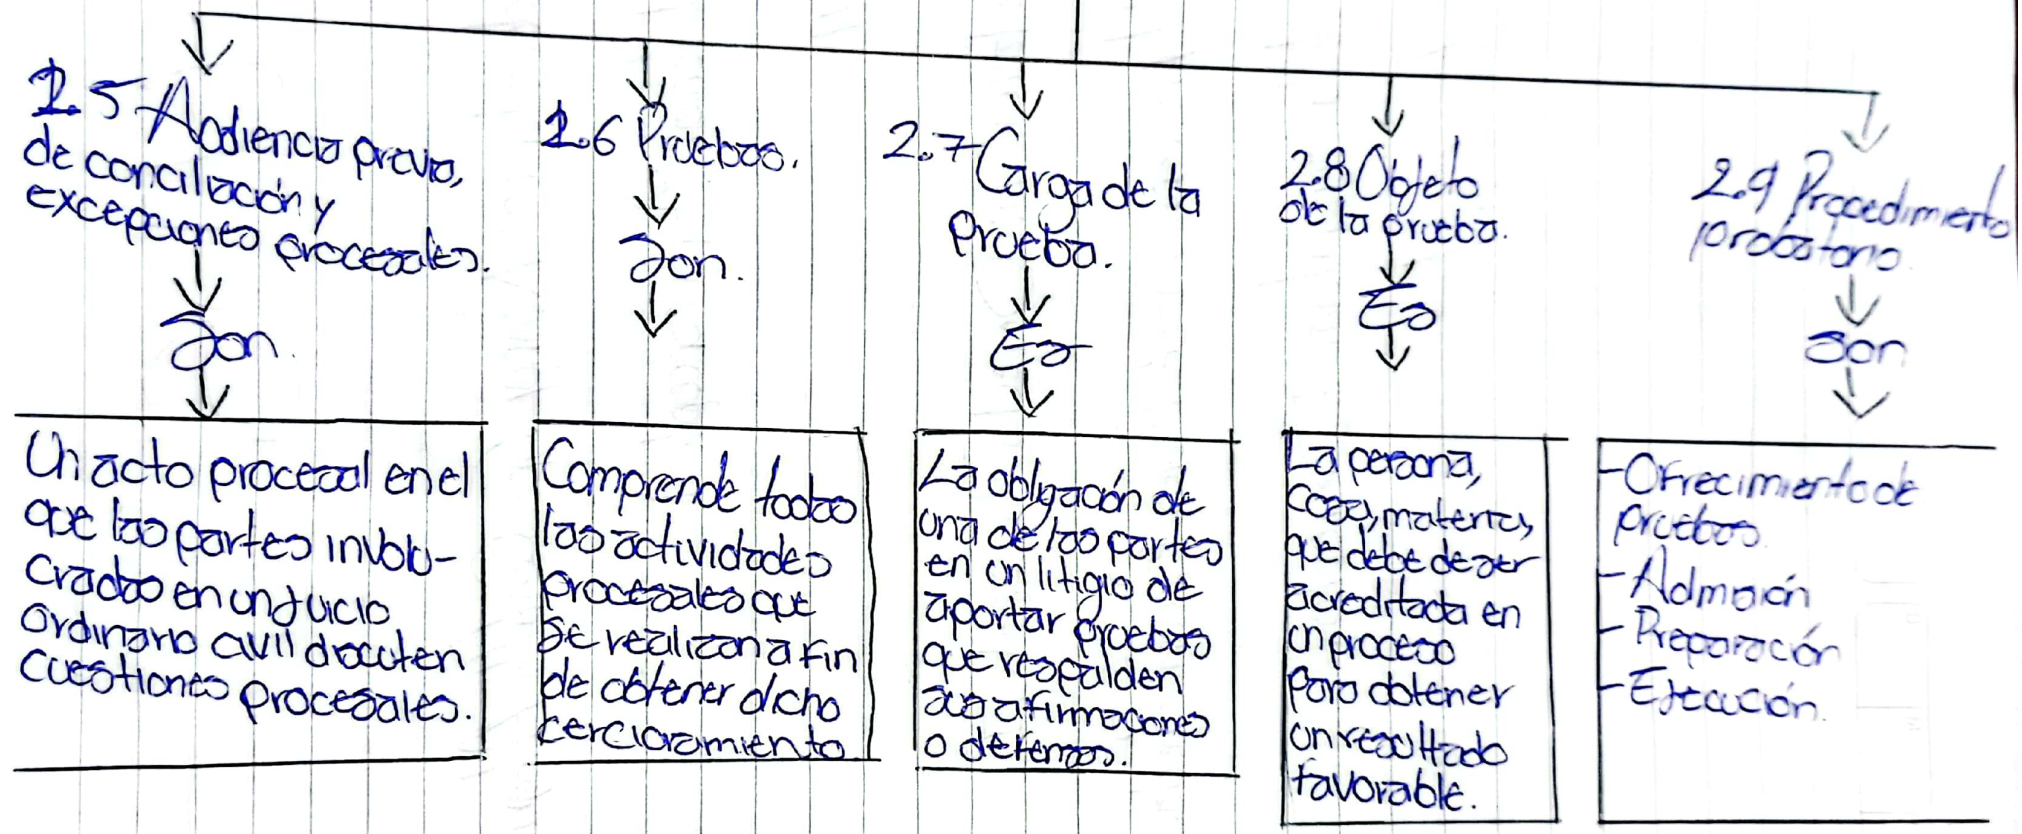 2.5 Audiencia previa,
de conciliación y
excepciones procesales.
Son.
Un acto procesal en el
que las partes involu-
cradas en un juicio
Ordinario civil discuten
cuestiones procesales.
2.6 Pruebas.
Son.
Comprende todas
las actividades
procesales que
se realizan a fin
de obtener dicho
cercioramiento
2.7 Carga de la
Prueba.
Es
La obligación de
una de las partes
en un litigio de
aportar pruebas
que respalden
sus afirmaciones
o defensas.
2.8 Objeto
de la prueba.
Es
La persona,
Cosa, materia,
que debe de ser
acreditada en
un proceso
para obtener
un resultado
favorable.
2.9 Procedimiento
probatorio
Son
-Ofrecimiento de
pruebas
-Admisión
-Preparación
-Ejecución.